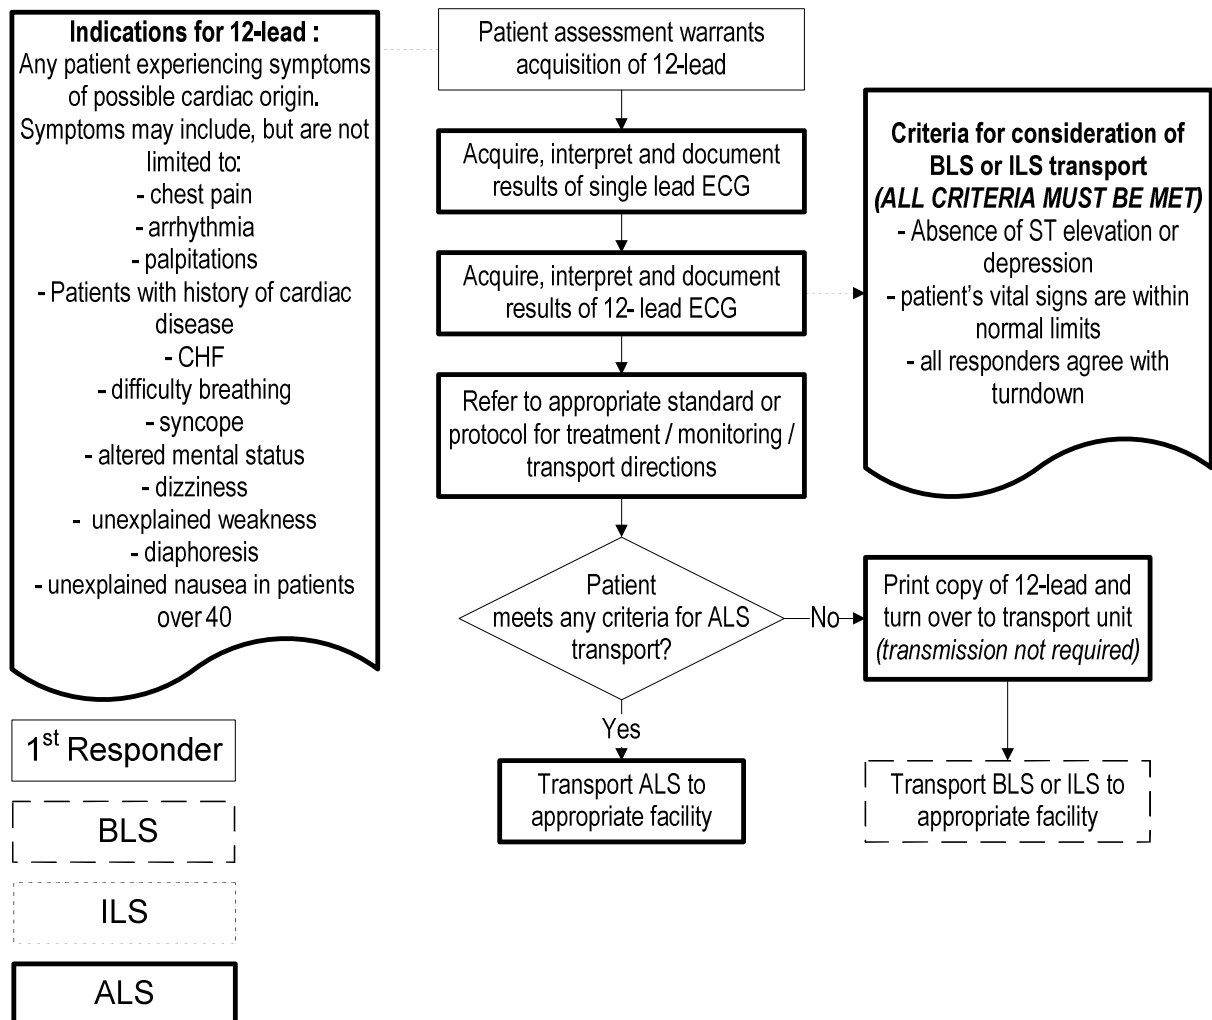 Indications for 12-lead :
Any patient experiencing symptoms
of possible cardiac origin.
Symptoms may include, but are not
limited to:
- chest pain
- arrhythmia
- palpitations
- Patients with history of cardiac
disease
- CHF
- difficulty breathing
- syncope
- altered mental status
- dizziness
- unexplained weakness
- diaphoresis
- unexplained nausea in patients
over 40
Patient assessment warrants
acquisition of 12-lead
Acquire, interpret and document
results of single lead ECG
Acquire, interpret and document
results of 12- lead ECG
Criteria for consideration of
BLS or ILS transport
(ALL CRITERIA MUST BE MET)
- Absence of ST elevation or
depression
- patient's vital signs are within
normal limits
- all responders agree with
turndown
Refer to appropriate standard or
protocol for treatment / monitoring /
transport directions
Patient
meets any criteria for ALS
transport?
No
Print copy of 12-lead and
turn over to transport unit
(transmission not required)
Yes
Transport ALS to
appropriate facility
Transport BLS or ILS to
appropriate facility
1st Responder
BLS
ILS
ALS